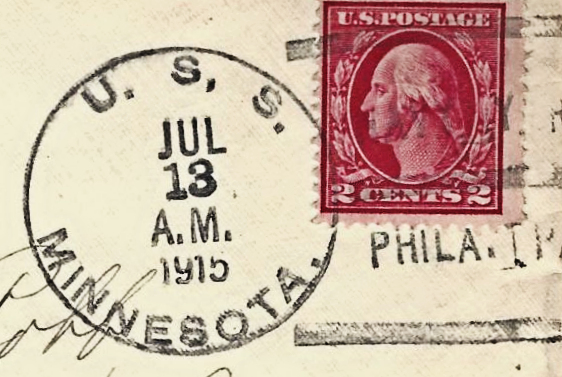 U. S. S.
JUL
13
A.M.
1915
MINNESOTA.
U.S. POSTAGE
2 CENTS 2
PHILA.